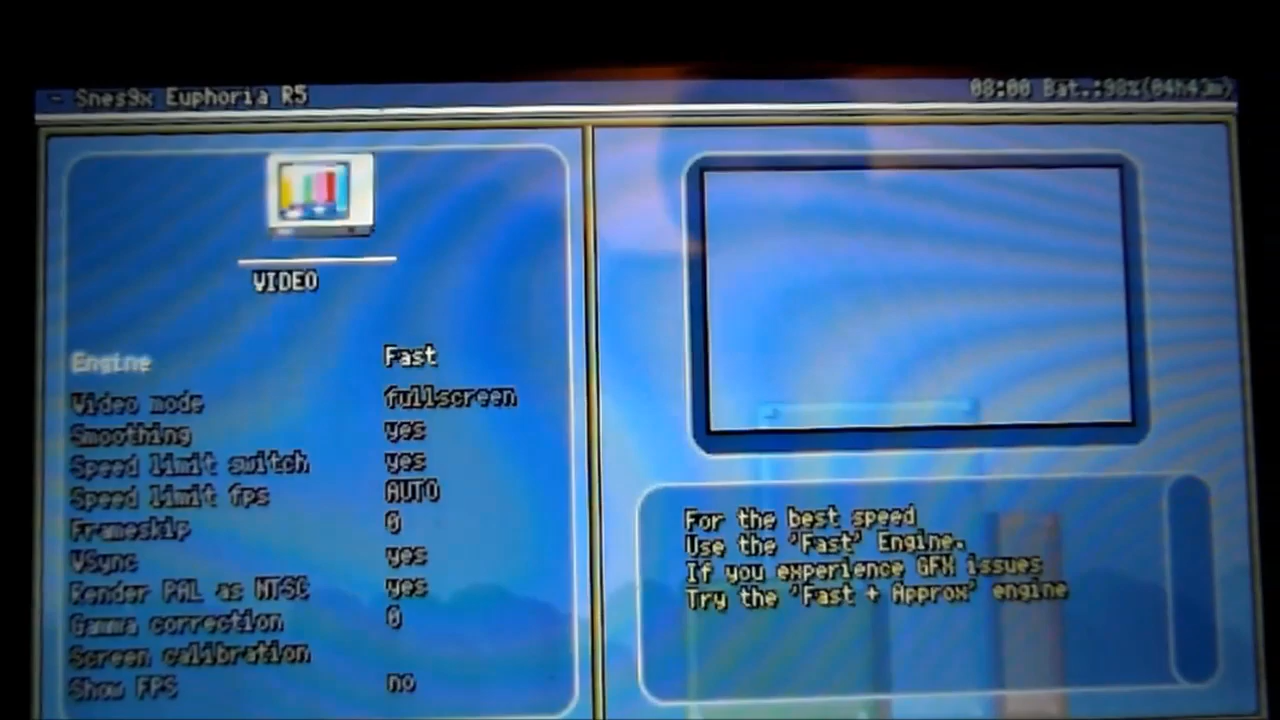 - Snes9x Euphoria R5
08:00 Bat.:98%(04h43m)
VIDEO
Engine Fast
Video mode fullscreen
Smoothing yes
Speed limit switch yes
Speed limit fps AUTO
Frameskip 0
VSync yes
Render PAL as NTSC yes
Gamma correction 0
Screen calibration
Show FPS no
For the best speed
Use the 'Fast' Engine.
If you experience GFX issues
Try the 'Fast + Approx' engine